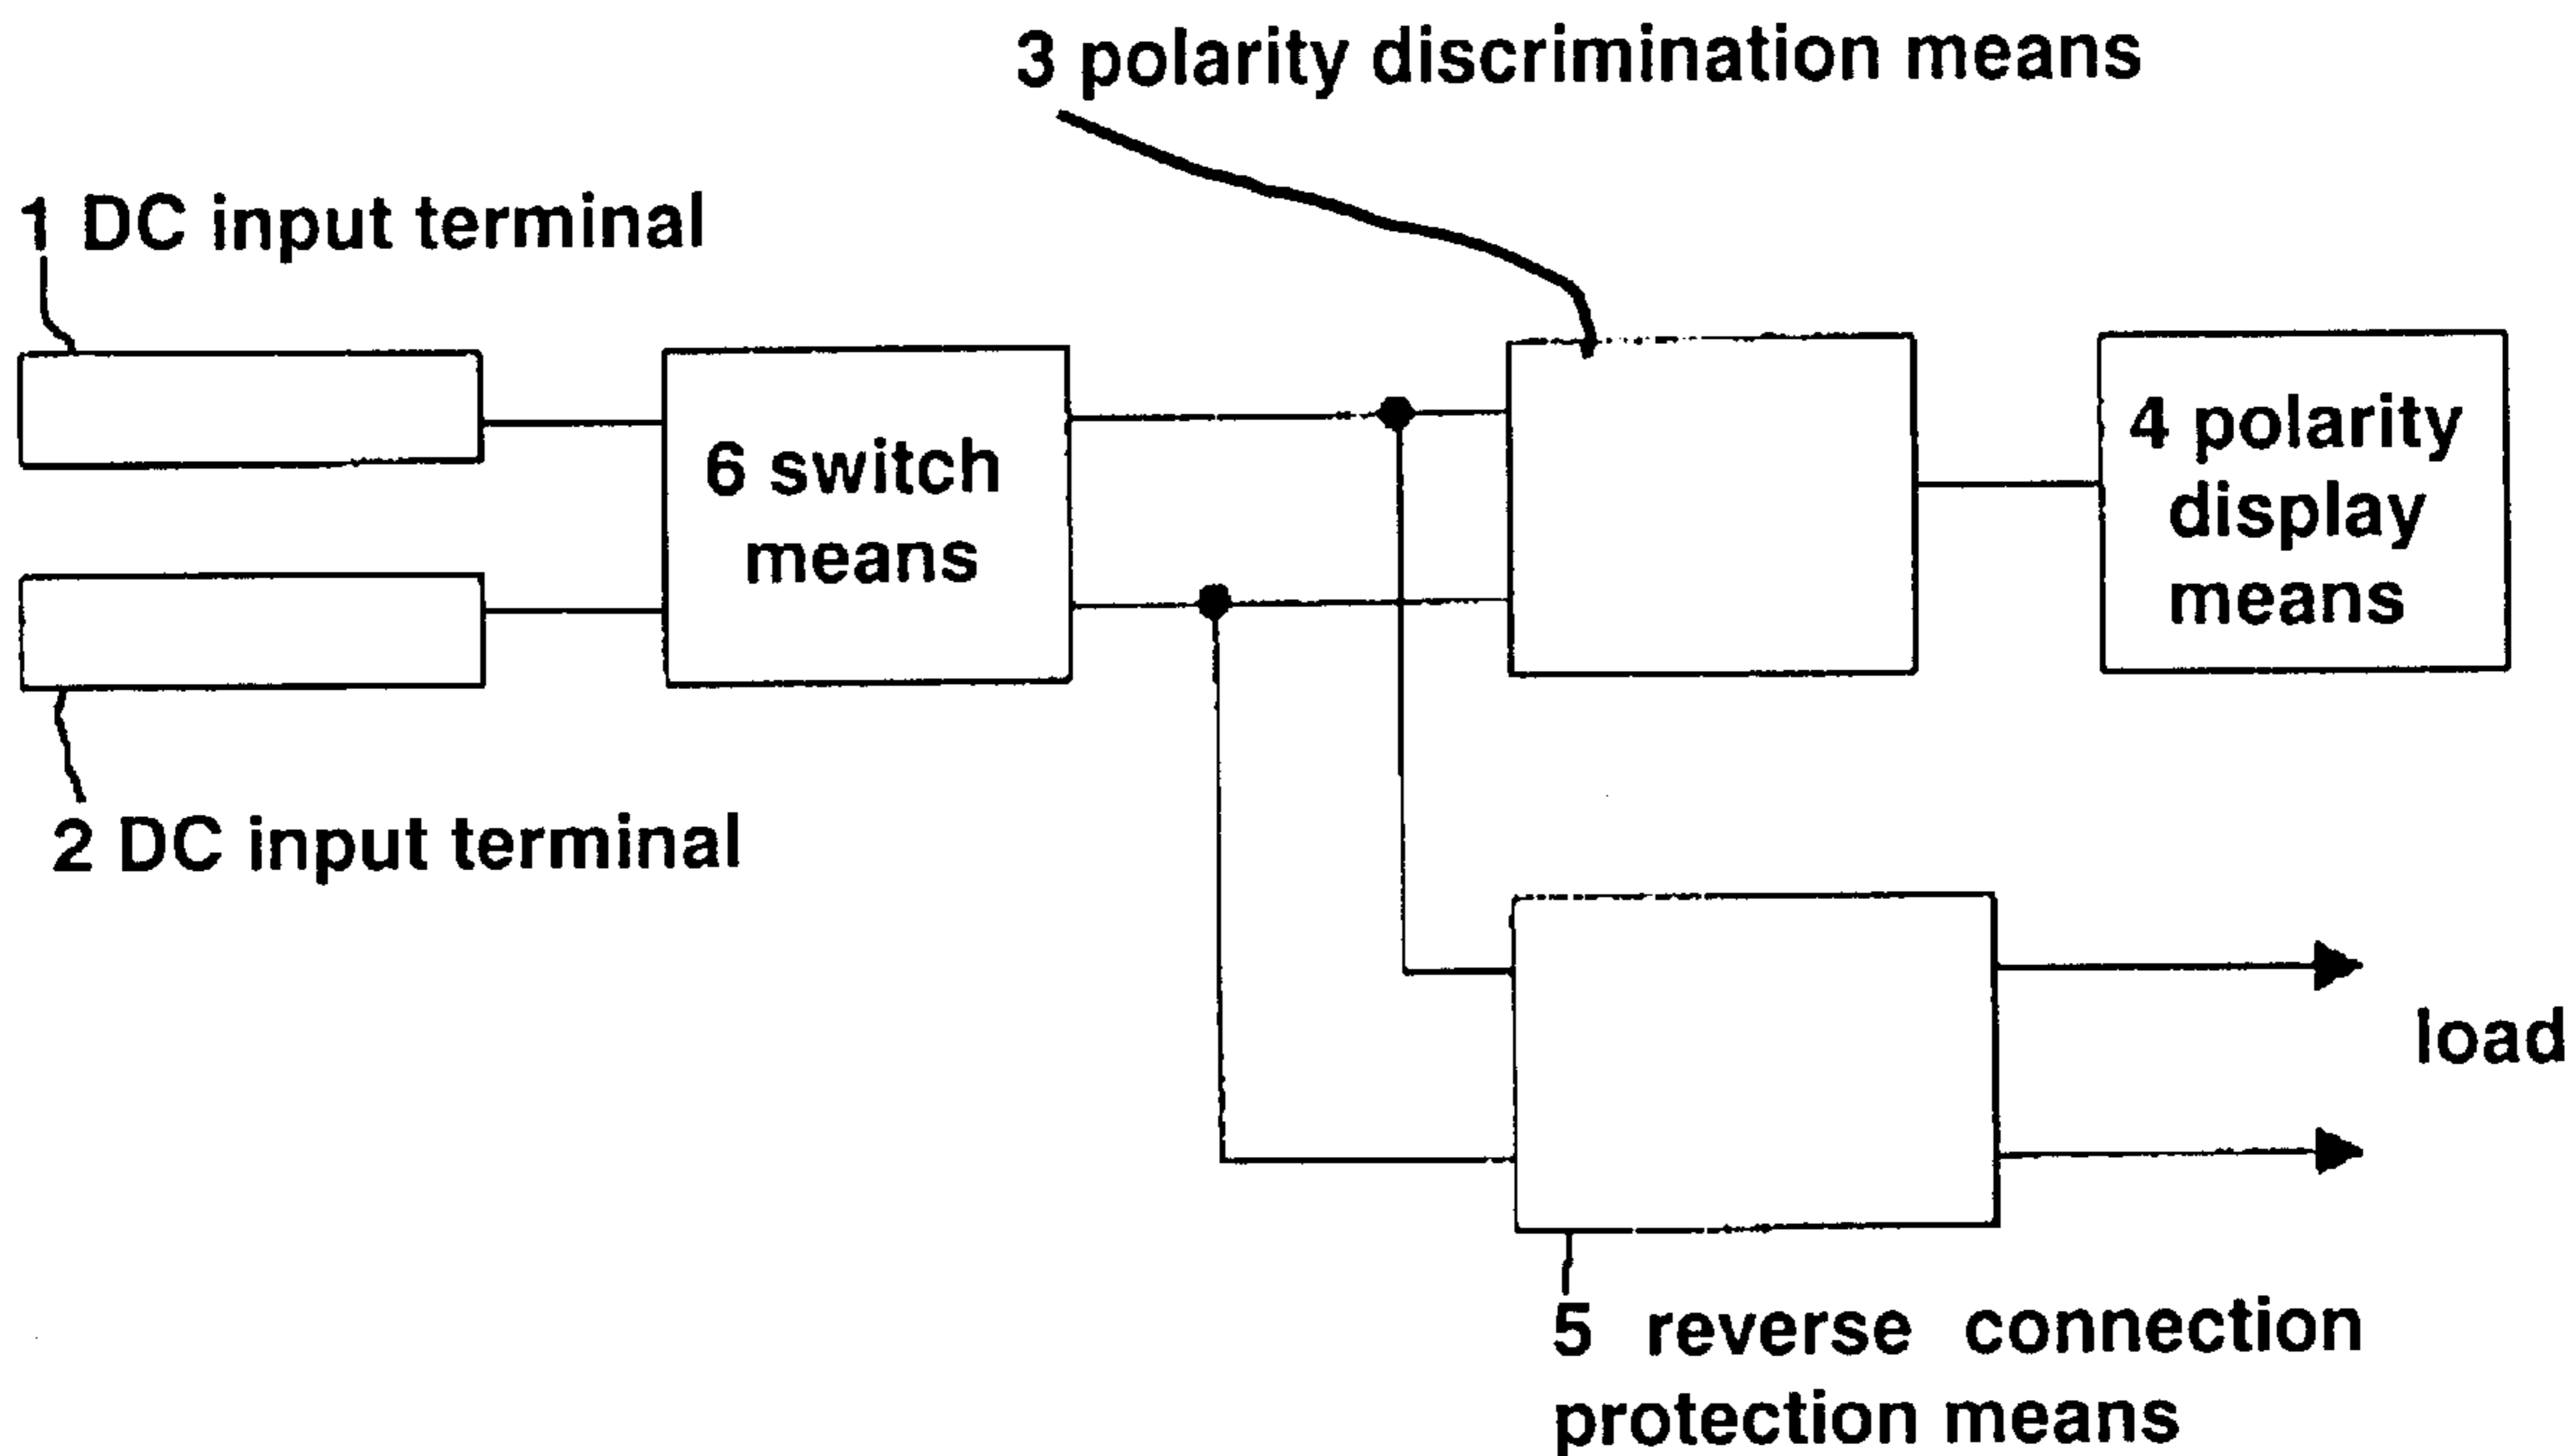 3 polarity discrimination means
1 DC input terminal
6 switch
means
4 polarity
display
means
2 DC input terminal
load
5 reverse connection
protection means